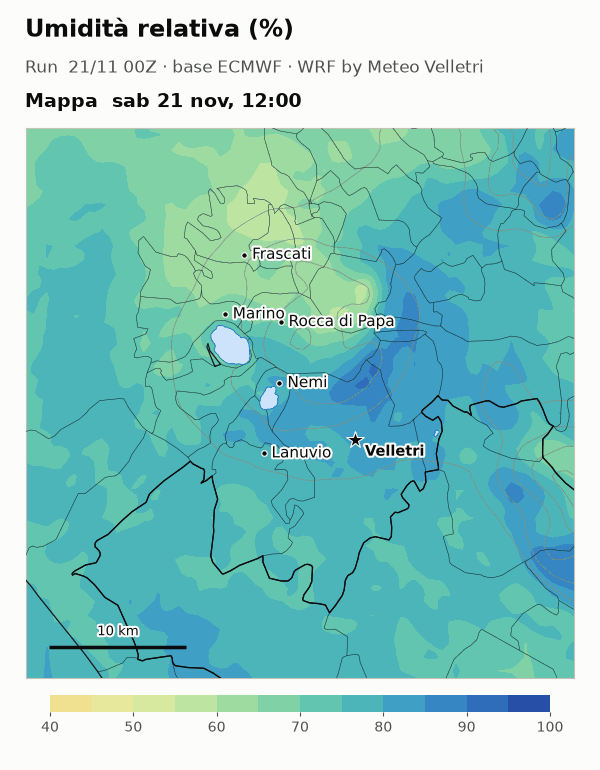 Umidità relativa (%)
Run  21/11 00Z · base ECMWF · WRF by Meteo Velletri
Mappa  sab 21 nov, 12:00
Frascati
Marino
Rocca di Papa
Nemi
Velletri
Lanuvio
10 km
40 50 60 70 80 90 100